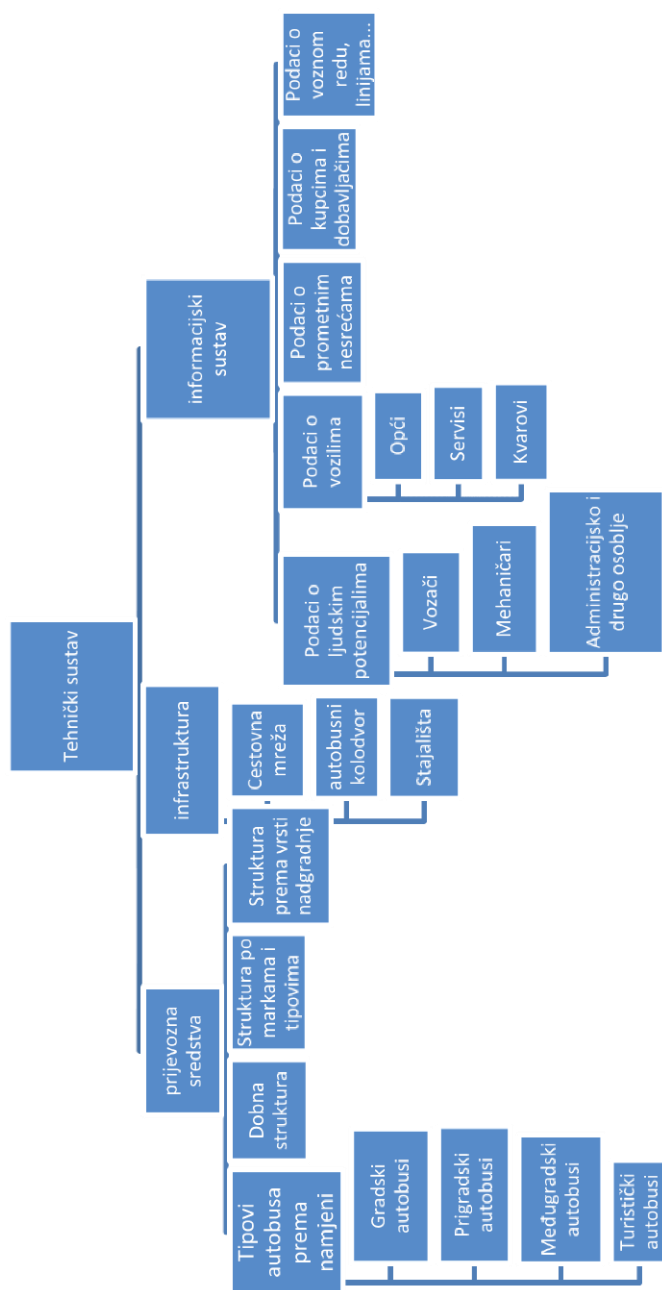 Tehnički sustav
prijevozna
sredstva
Tipovi
autobusa
prema
namjeni
Gradski
autobusi
Prigradski
autobusi
Međugradski
autobusi
Turistički
autobusi
Dobna
struktura
Struktura po
markama i
tipovima
Struktura
prema vrsti
nadgradnje
infrastruktura
Cestovna
mreža
autobusni
kolodvor
Stajališta
informacijski
sustav
Podaci o
ljudskim
potencijalima
Vozači
Mehaničari
Administracijsko i
drugo osoblje
Podaci o
vozilima
Opći
Servisi
Kvarovi
Podaci o
prometnim
nesrećama
Podaci o
kupcima i
dobavljačima
Podaci o
voznom
redu,
linijama...